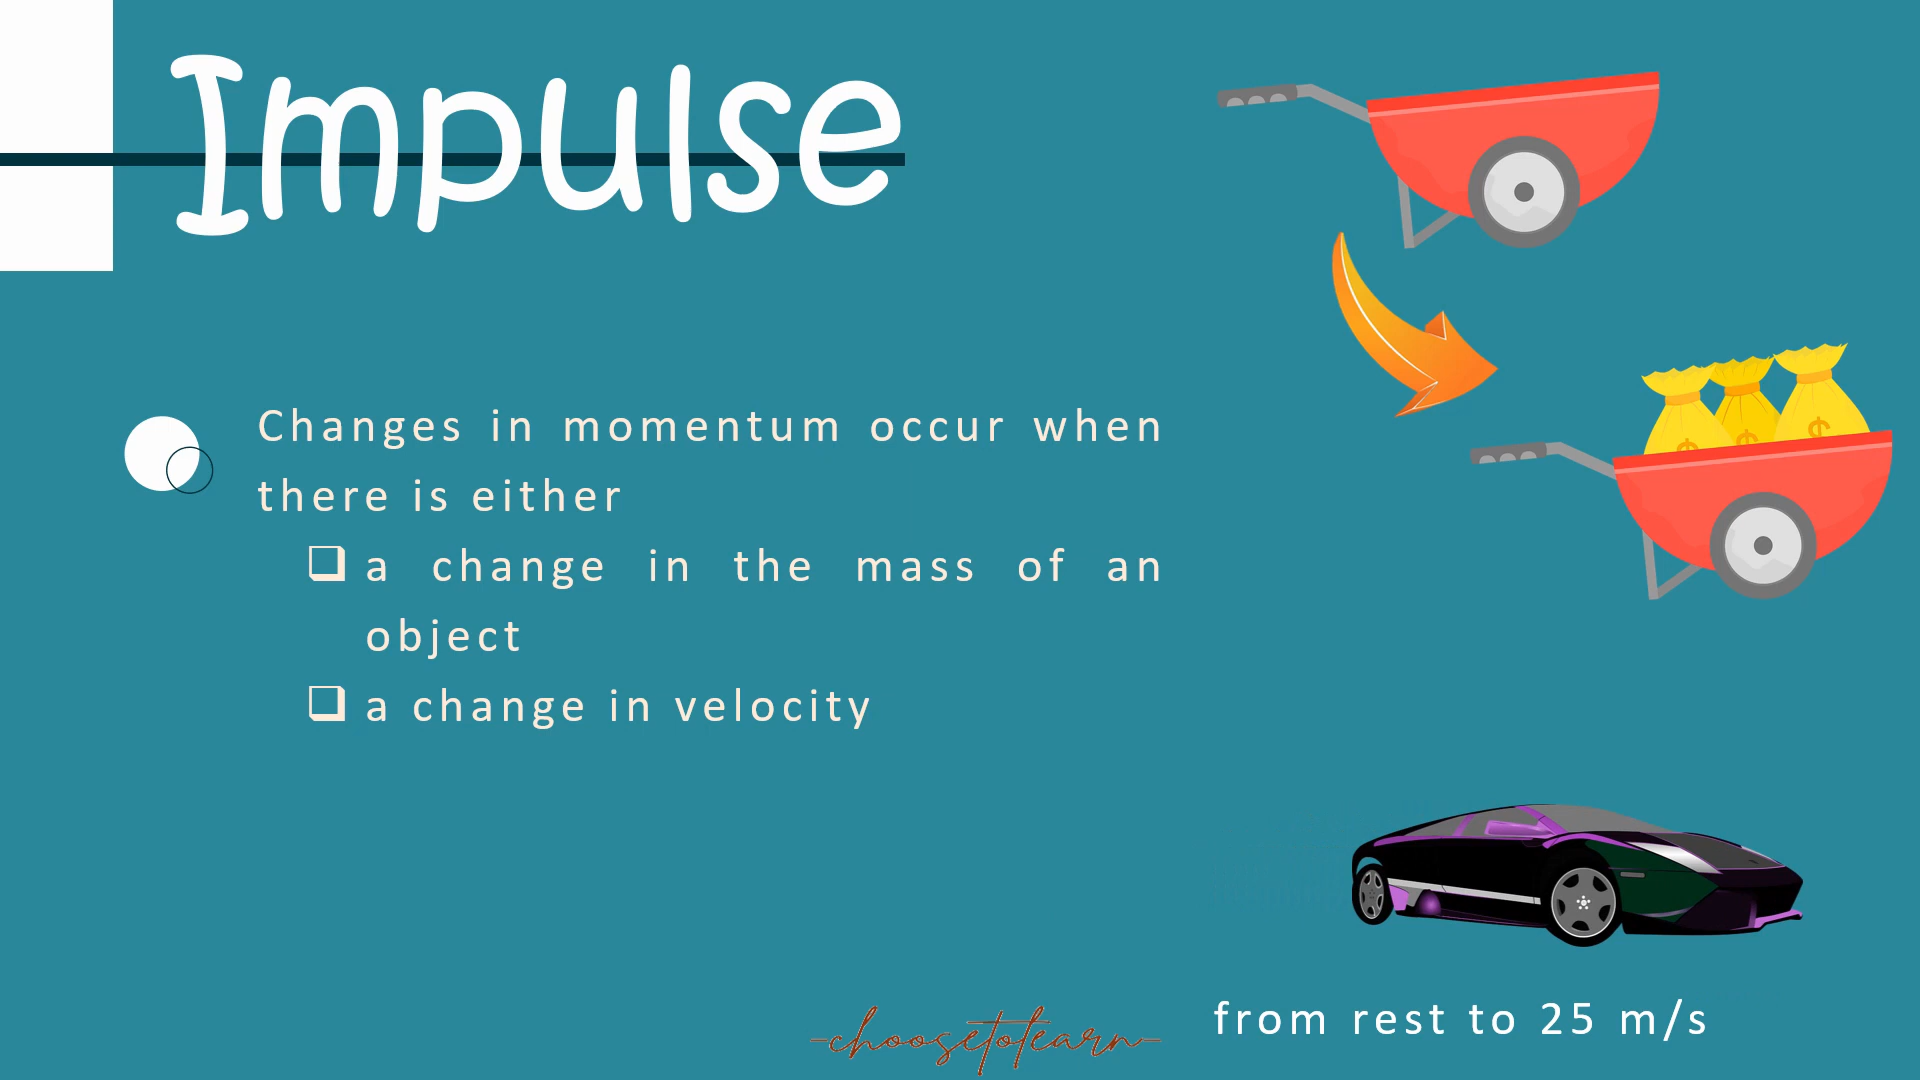 Impulse
Changes in momentum occur when
there is either
❑ a change in the mass of an
object
❑ a change in velocity
from rest to 25 m/s
choosetolearn